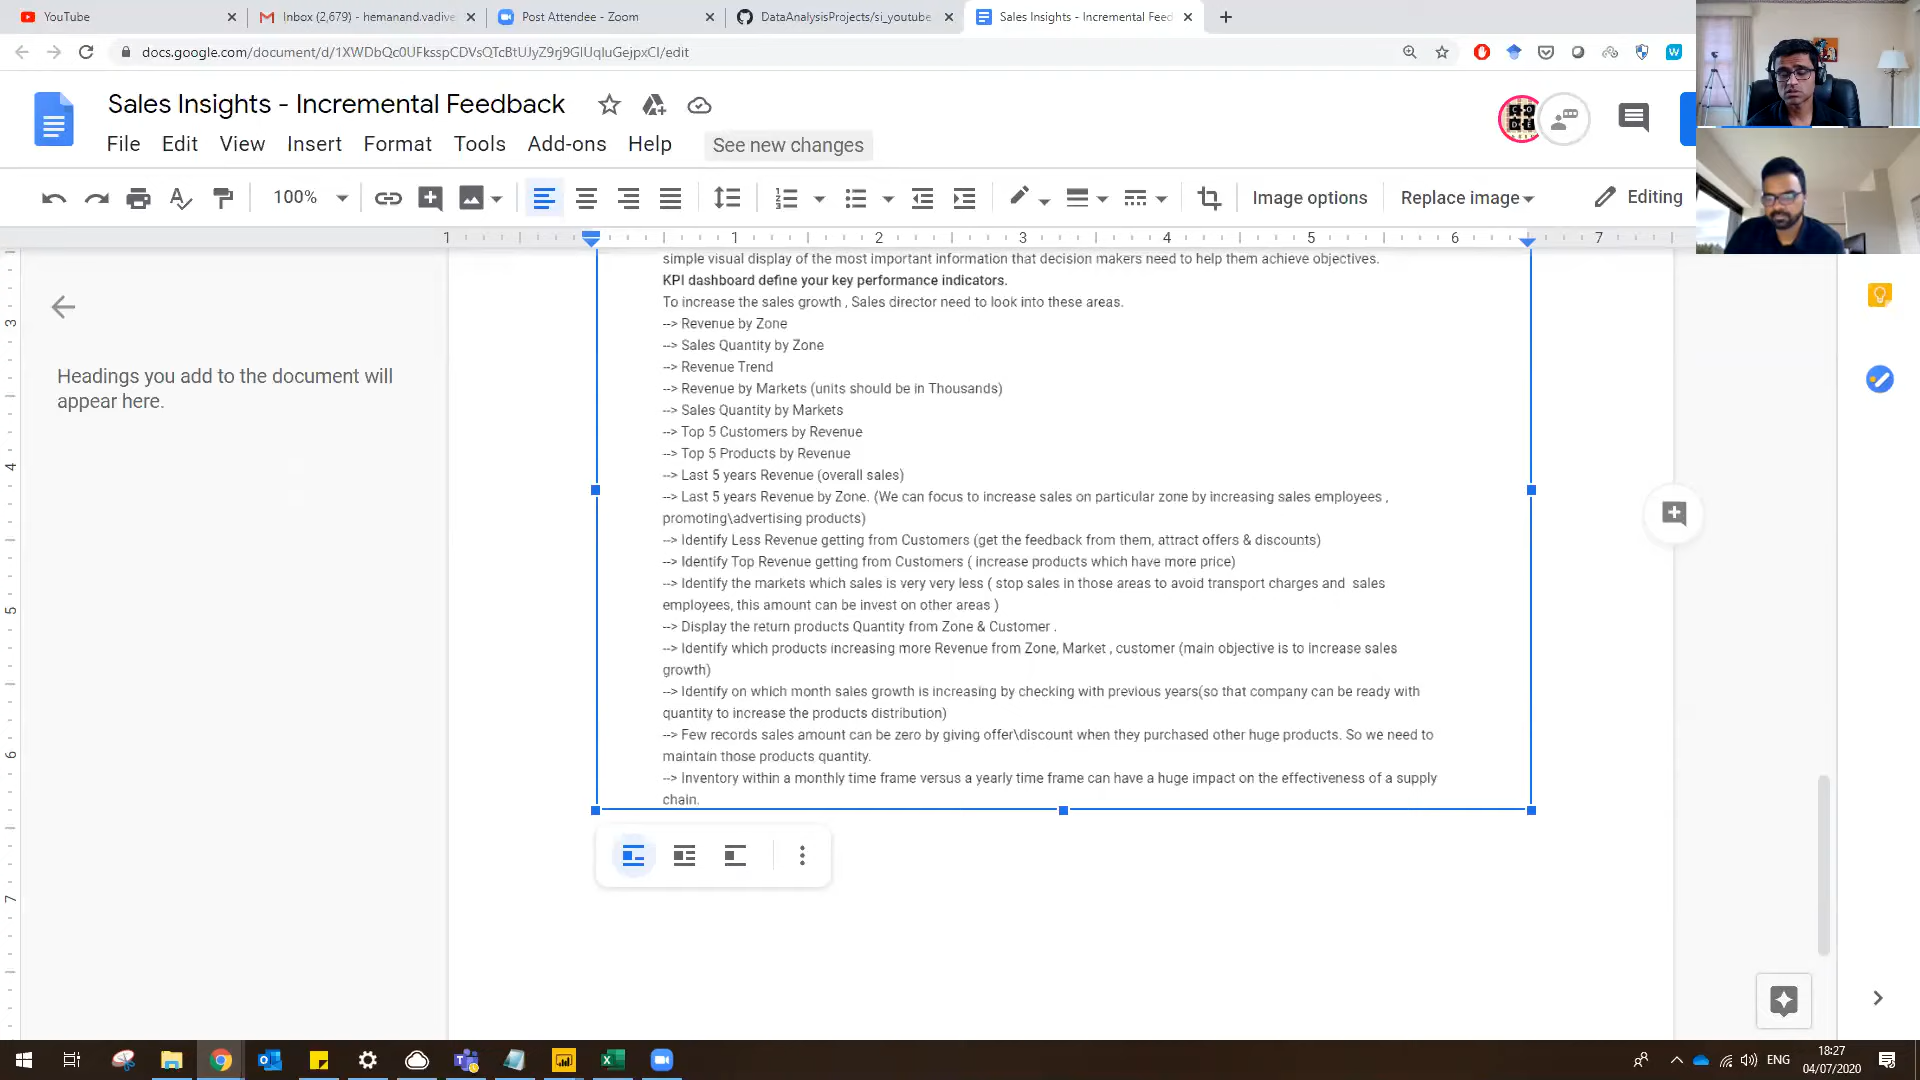 YouTube
Inbox (2,679) - hemanand.vadive
Post Attendee - Zoom
DataAnalysisProjects/si_youtube
Sales Insights - Incremental Feed
docs.google.com/document/d/1XWDbQc0UFksspCDVsQTcBtUJyZ9rj9GlUqIuGejpxCI/edit
Sales Insights - Incremental Feedback
File Edit View Insert Format Tools Add-ons Help See new changes
100% Image options Replace image Editing
1 1 2 3 4 5 6 7
Headings you add to the document will
appear here.
simple visual display of the most important information that decision makers need to help them achieve objectives.
KPI dashboard define your key performance indicators.
To increase the sales growth , Sales director need to look into these areas.
--> Revenue by Zone
--> Sales Quantity by Zone
--> Revenue Trend
--> Revenue by Markets (units should be in Thousands)
--> Sales Quantity by Markets
--> Top 5 Customers by Revenue
--> Top 5 Products by Revenue
--> Last 5 years Revenue (overall sales)
--> Last 5 years Revenue by Zone. (We can focus to increase sales on particular zone by increasing sales employees ,
promoting\advertising products)
--> Identify Less Revenue getting from Customers (get the feedback from them, attract offers & discounts)
--> Identify Top Revenue getting from Customers ( increase products which have more price)
--> Identify the markets which sales is very very less ( stop sales in those areas to avoid transport charges and  sales
employees, this amount can be invest on other areas )
--> Display the return products Quantity from Zone & Customer .
--> Identify which products increasing more Revenue from Zone, Market , customer (main objective is to increase sales
growth)
--> Identify on which month sales growth is increasing by checking with previous years(so that company can be ready with
quantity to increase the products distribution)
--> Few records sales amount can be zero by giving offer\discount when they purchased other huge products. So we need to
maintain those products quantity.
--> Inventory within a monthly time frame versus a yearly time frame can have a huge impact on the effectiveness of a supply
chain.
3
4
5
6
7
ENG
18:27
04/07/2020